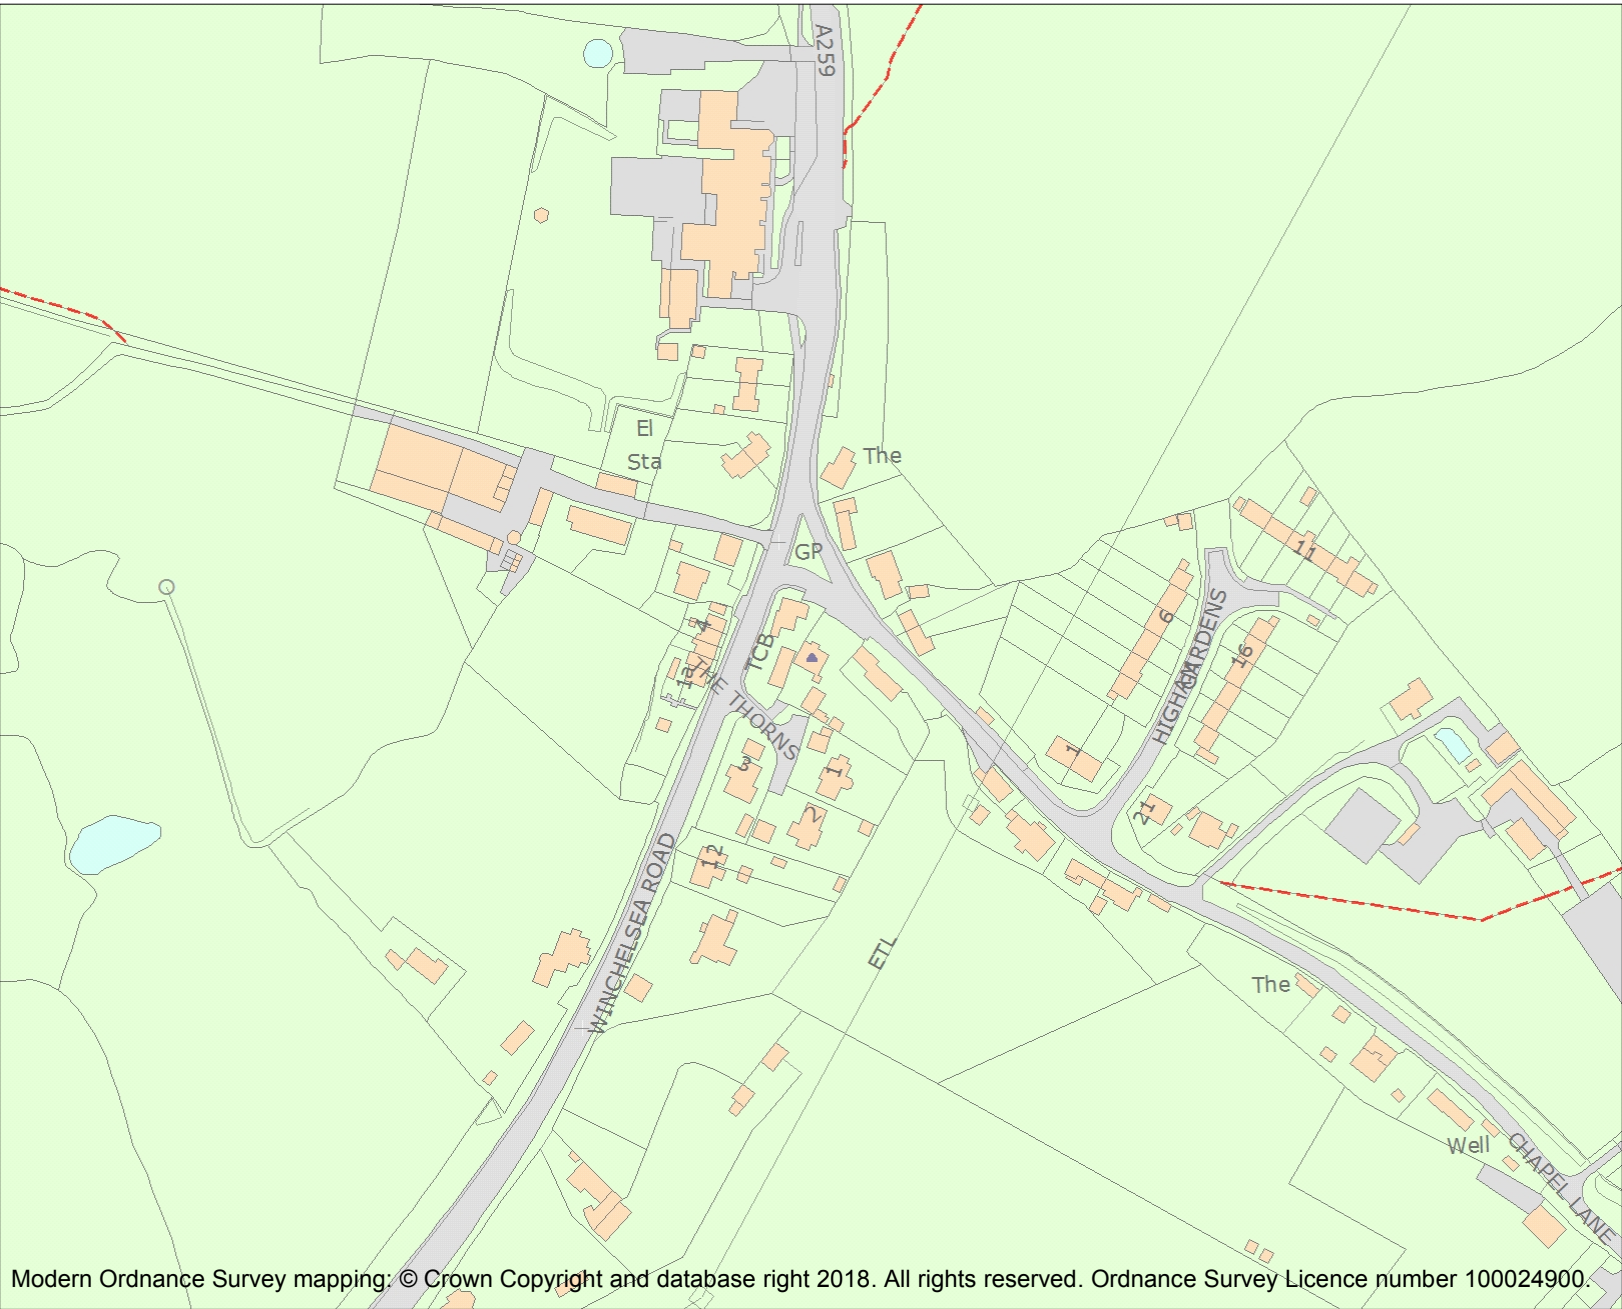 A259
El
Sta
The
GP
11
6
HIGHAM
GARDENS
16
4
TCB
1a
THE THORNS
1
3
1
2
21
12
WINCHELSEA ROAD
ETL
The
Well
CHAPEL LANE
Modern Ordnance Survey mapping: © Crown Copyright and database right 2018. All rights reserved. Ordnance Survey Licence number 100024900.